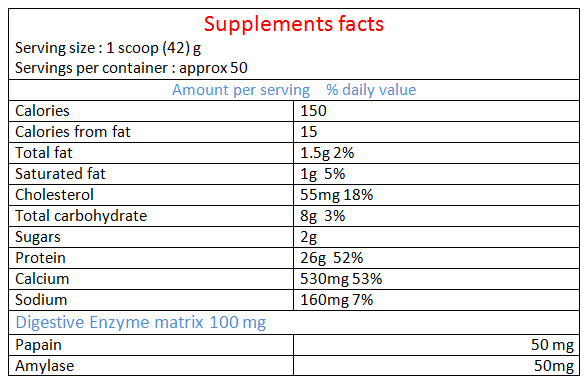 Supplements facts
Serving size : 1 scoop (42) g
Servings per container : approx 50
Amount per serving % daily value
Calories 150
Calories from fat 15
Total fat 1.5g 2%
Saturated fat 1g 5%
Cholesterol 55mg 18%
Total carbohydrate 8g 3%
Sugars 2g
Protein 26g 52%
Calcium 530mg 53%
Sodium 160mg 7%
Digestive Enzyme matrix 100 mg
Papain 50 mg
Amylase 50mg